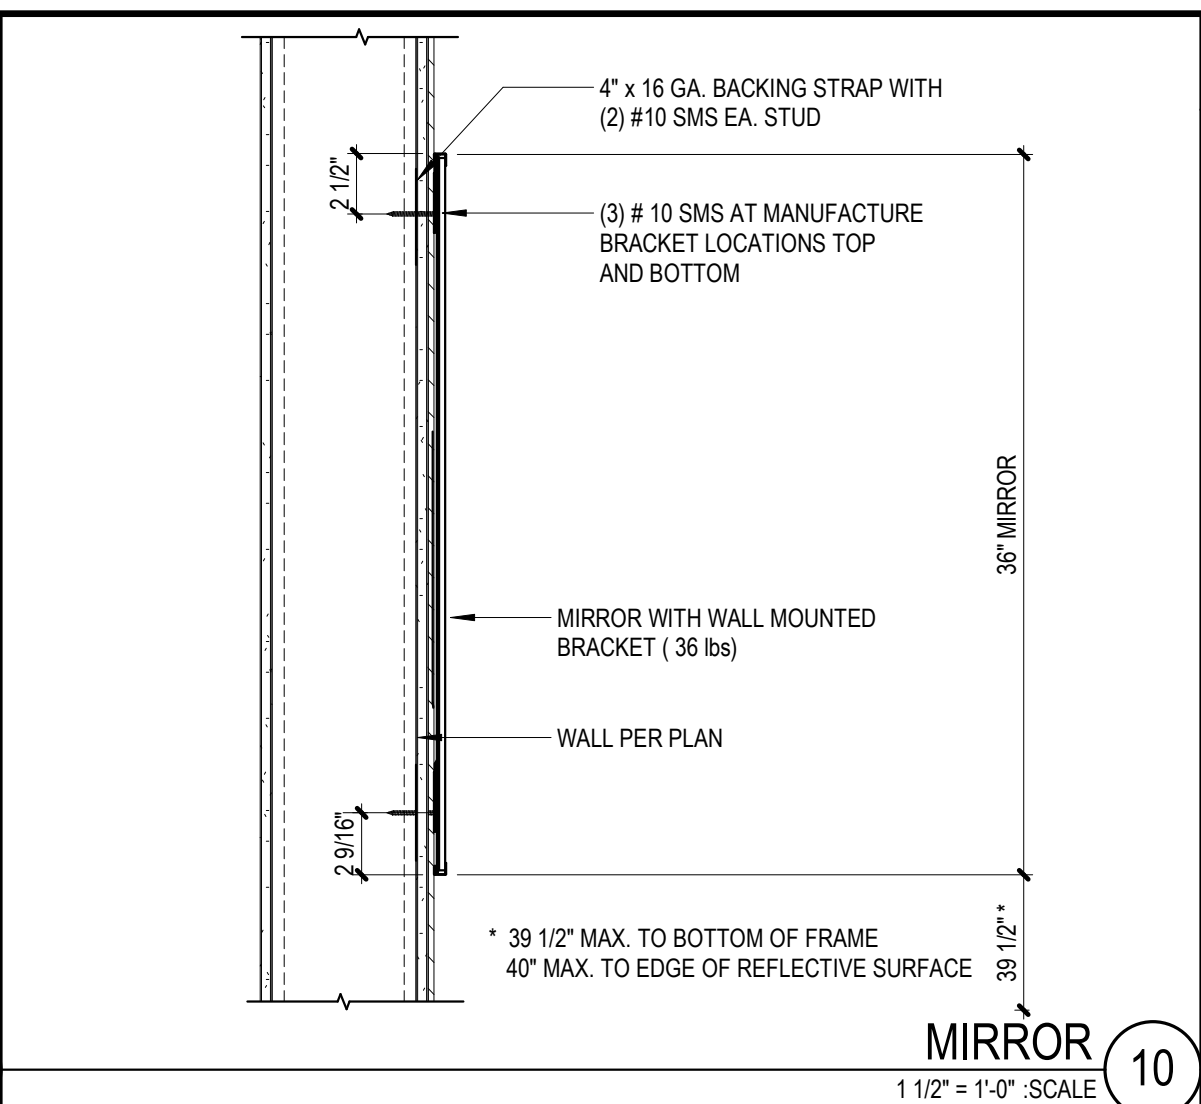 4" x 16 GA. BACKING STRAP WITH
(2) #10 SMS EA. STUD
2 1/2"
(3) # 10 SMS AT MANUFACTURE
BRACKET LOCATIONS TOP
AND BOTTOM
36" MIRROR
MIRROR WITH WALL MOUNTED
BRACKET ( 36 lbs)
WALL PER PLAN
2 9/16"
* 39 1/2" MAX. TO BOTTOM OF FRAME
40" MAX. TO EDGE OF REFLECTIVE SURFACE
39 1/2" *
MIRROR
10
1 1/2" = 1'-0" :SCALE